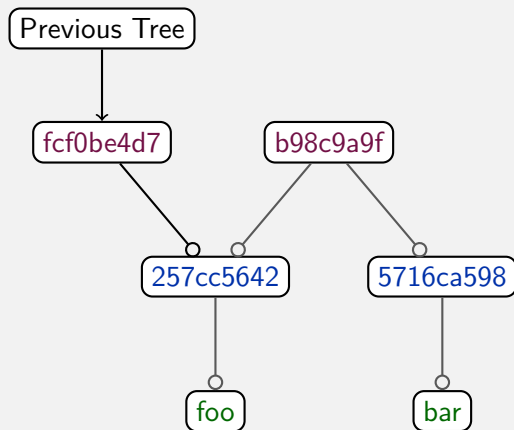 Previous Tree
fcf0be4d7
b98c9a9f
257cc5642
5716ca598
foo
bar